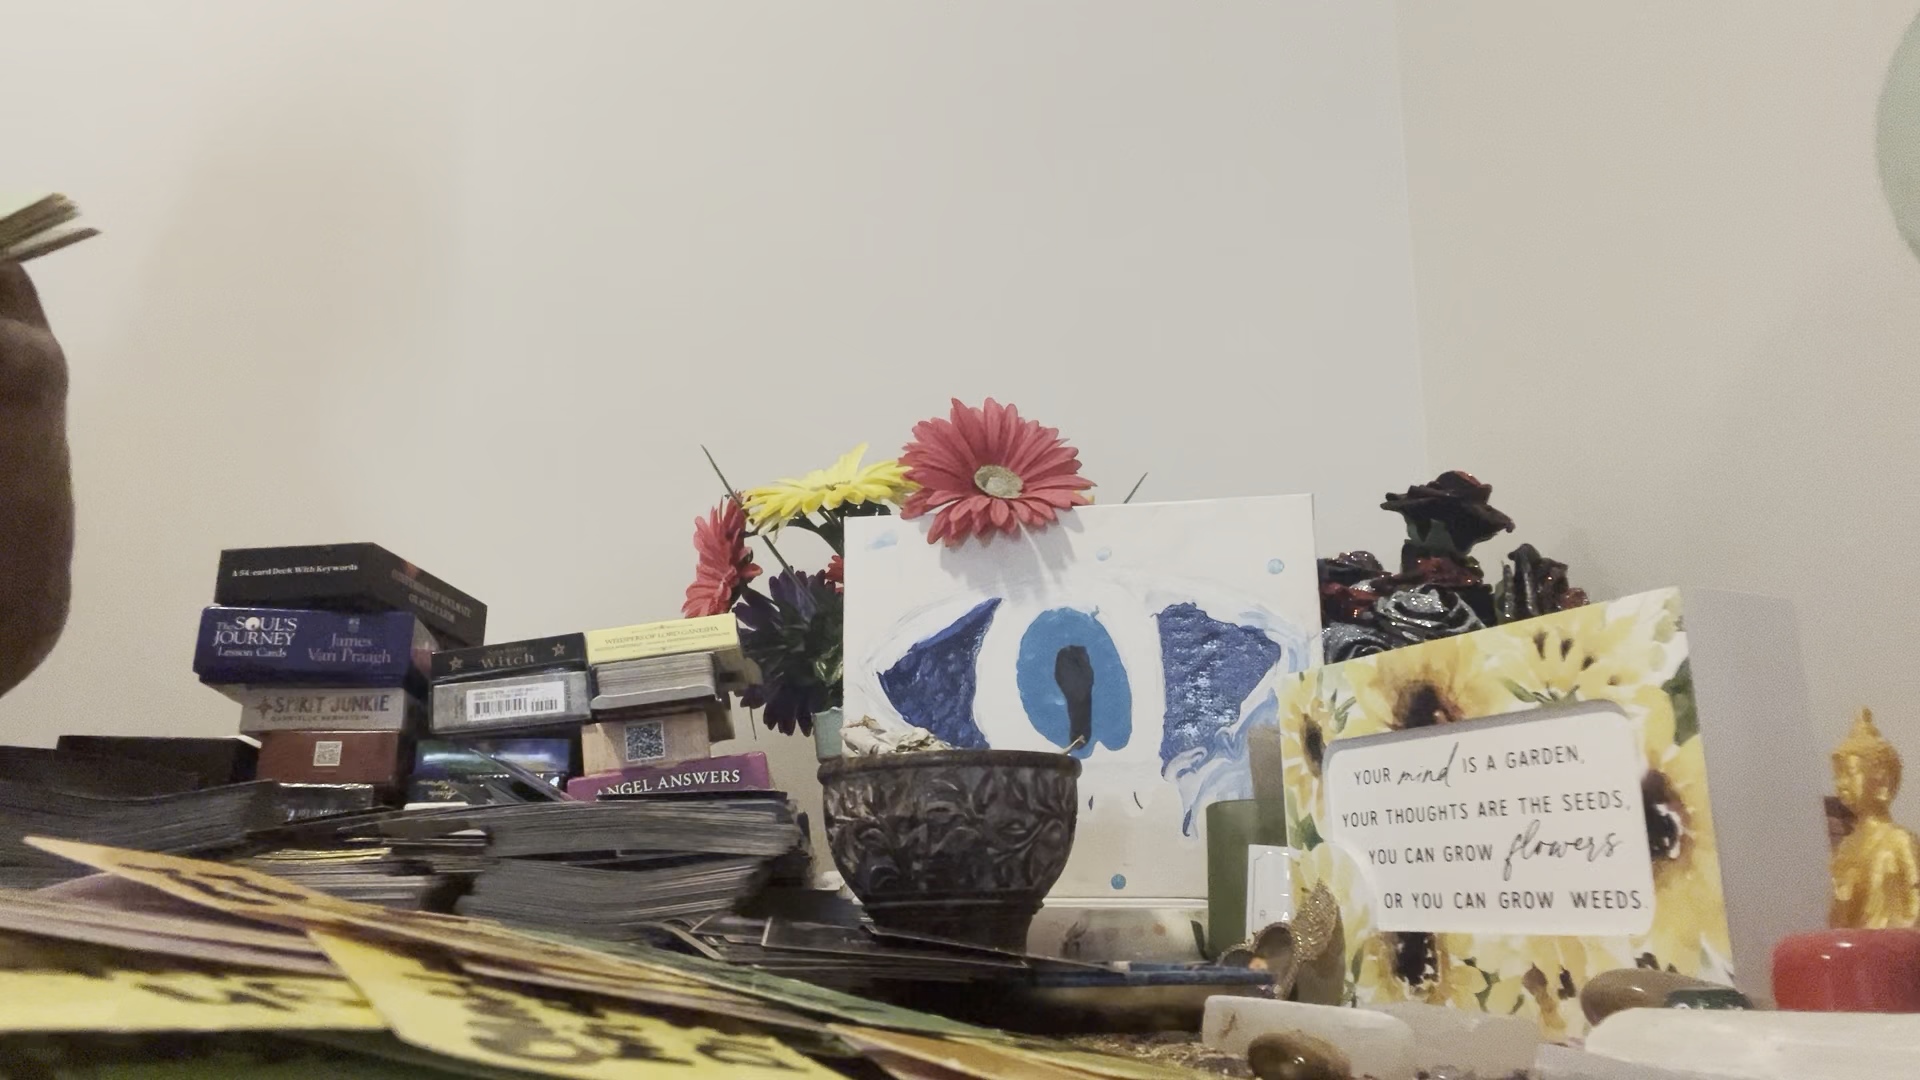 A 54-card Deck With Keywords
The SOUL'S
JOURNEY
Lesson Cards
James
Van Praagh
SPIRIT JUNKIE
GABRIELLE BERNSTEIN
Witch
WHISPERS OF LORD GANESHA
ANGEL ANSWERS
YOUR mind IS A GARDEN,
YOUR THOUGHTS ARE THE SEEDS,
YOU CAN GROW flowers
OR YOU CAN GROW WEEDS.